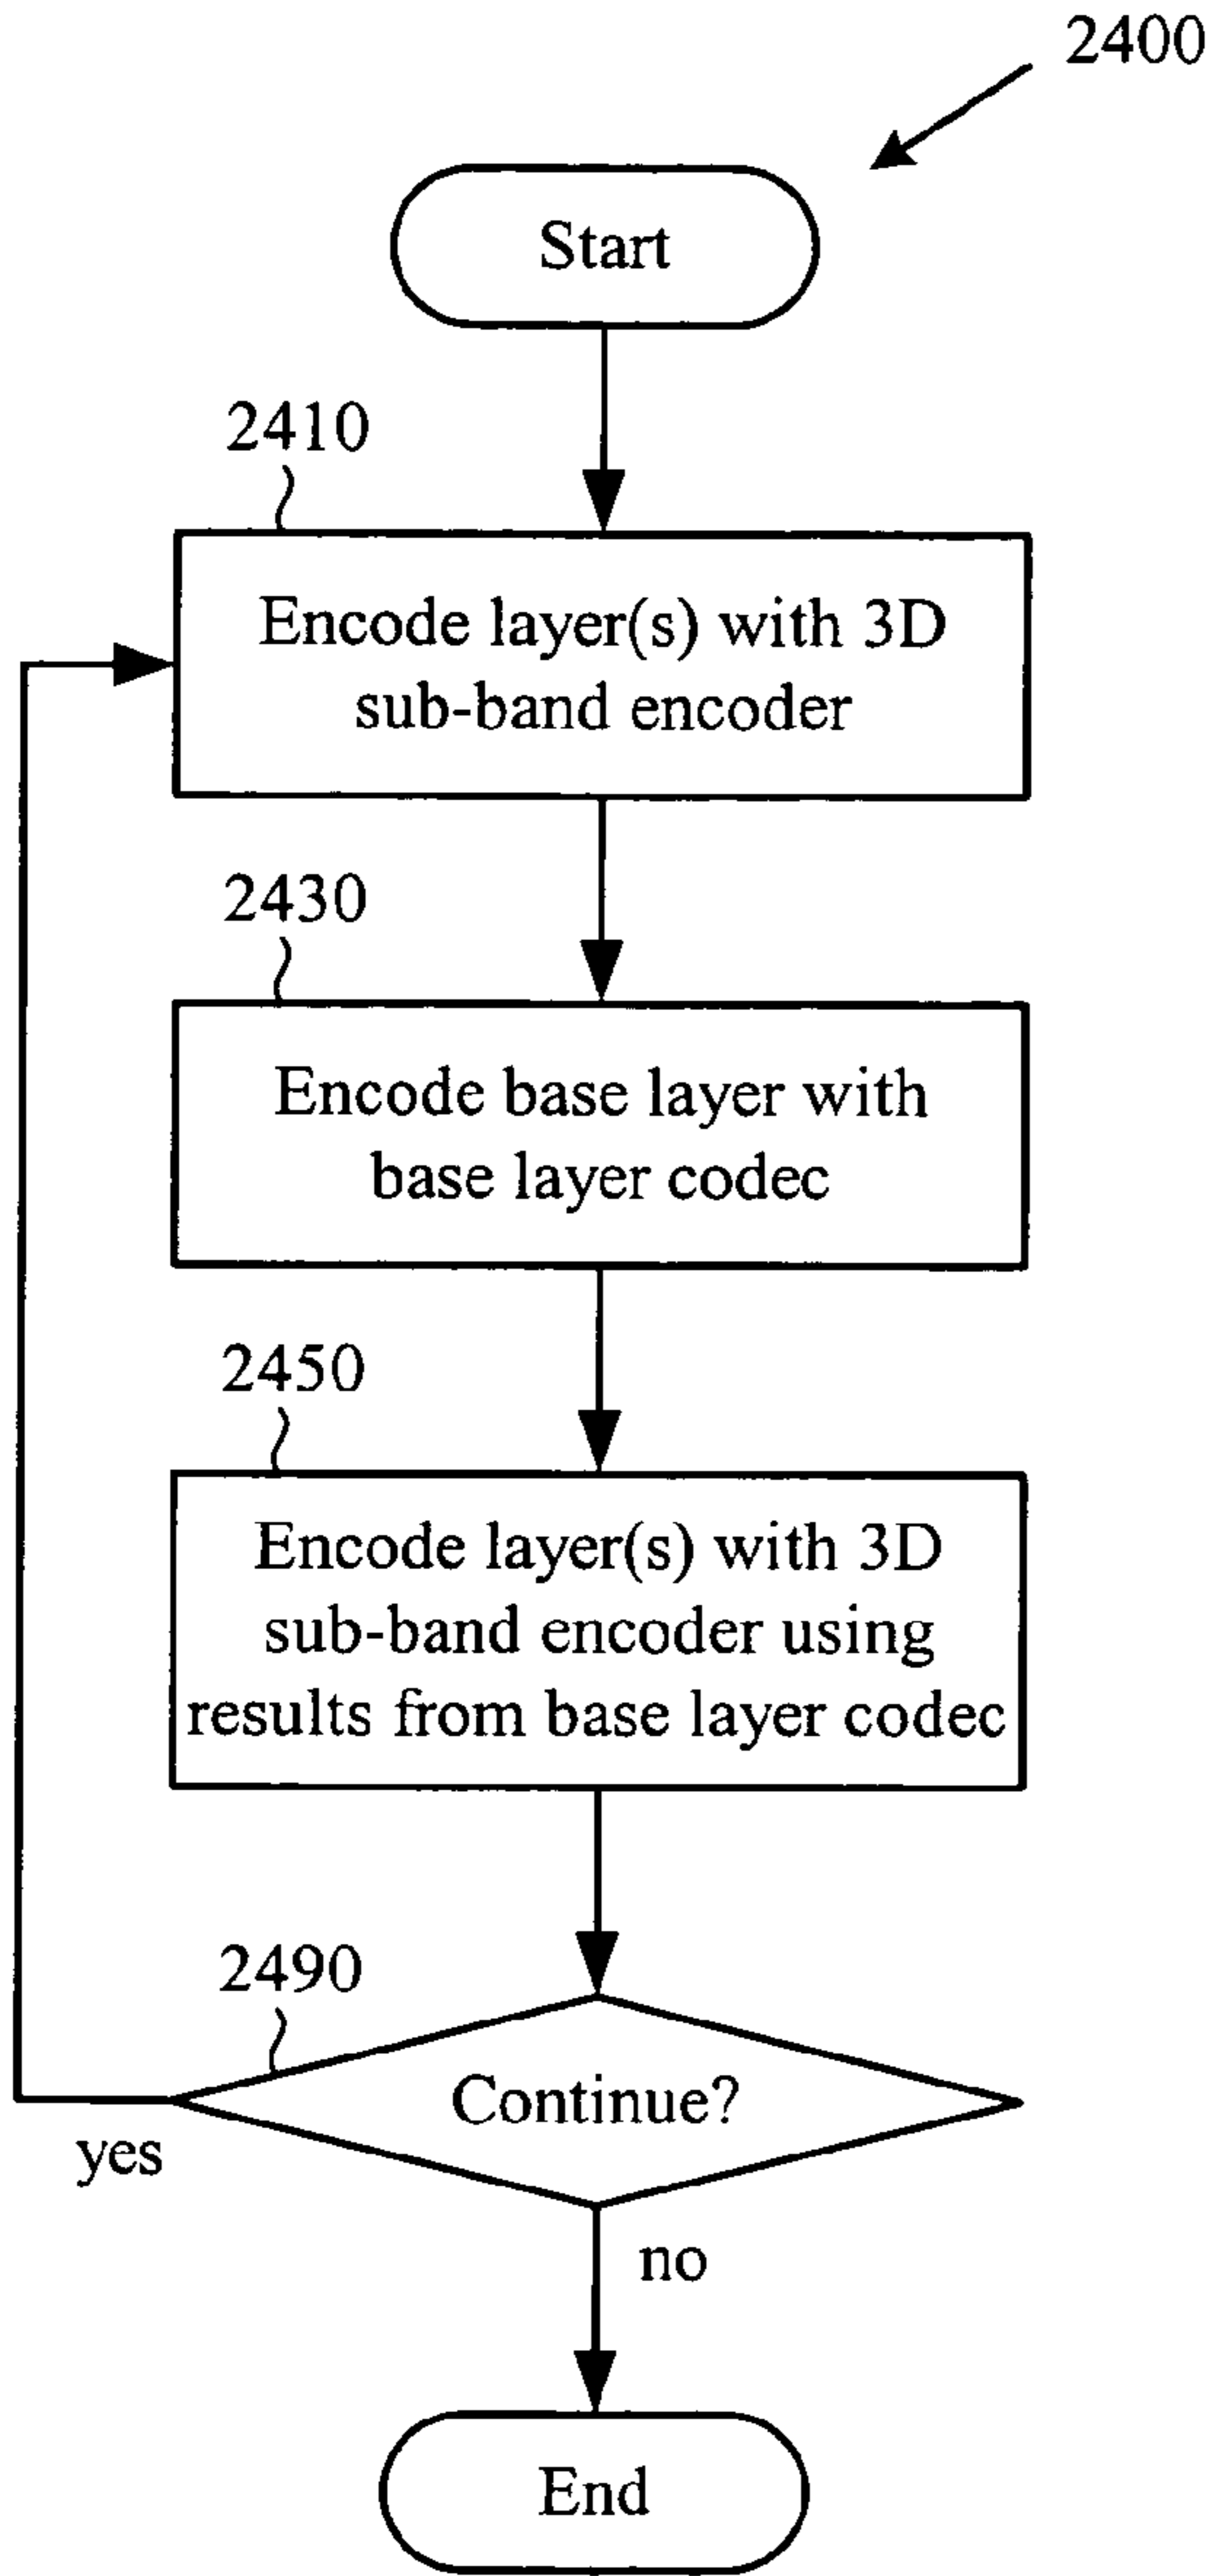 2400
Start
2410
Encode layer(s) with 3D
sub-band encoder
2430
Encode base layer with
base layer codec
2450
Encode layer(s) with 3D
sub-band encoder using
results from base layer codec
2490
Continue?
yes
no
End